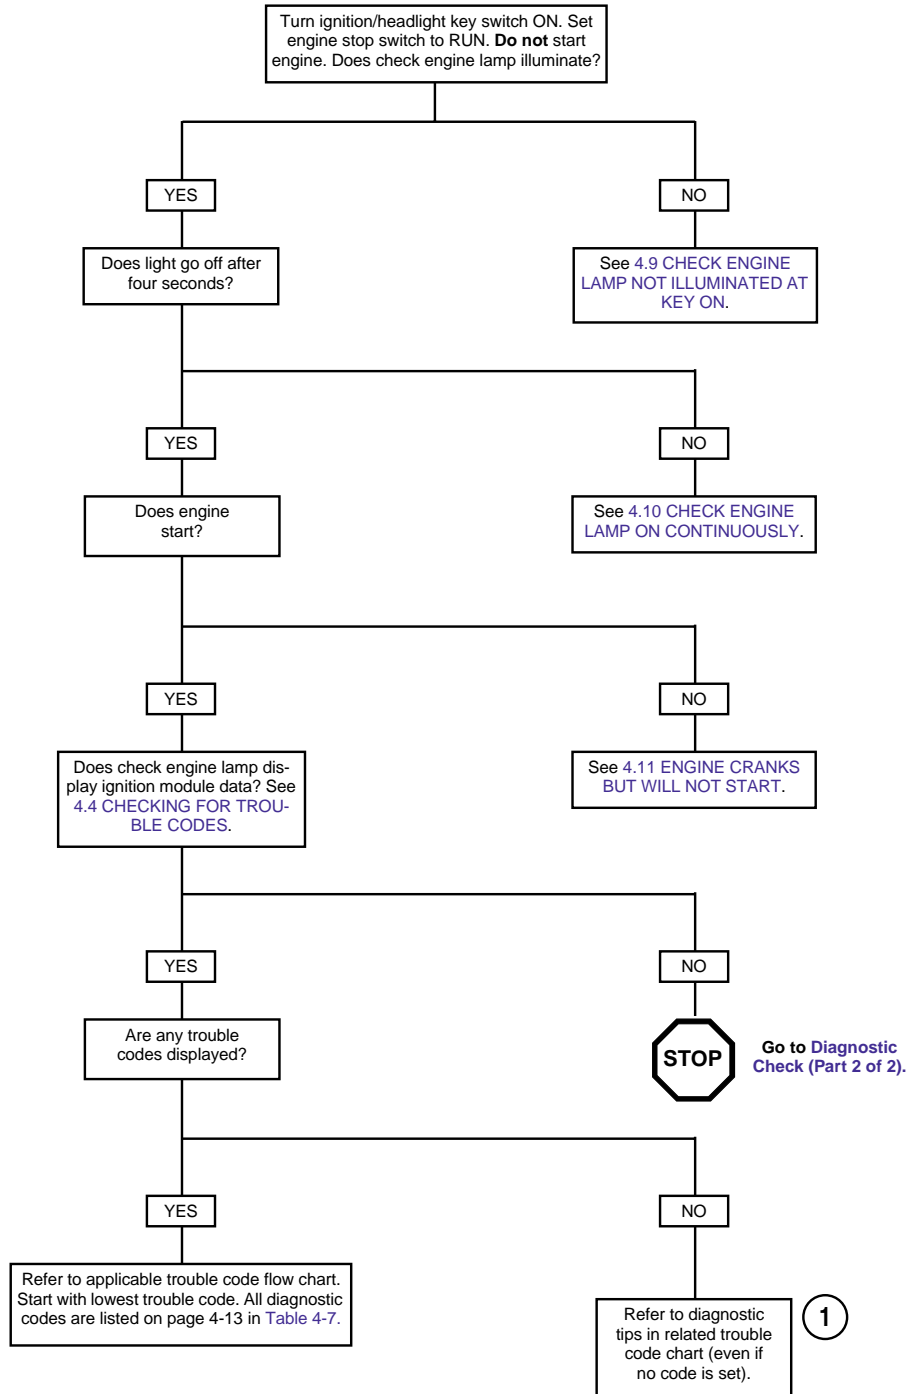 Turn ignition/headlight key switch ON. Set
engine stop switch to RUN. Do not start
engine. Does check engine lamp illuminate?
YES
NO
Does light go off after
four seconds?
See 4.9 CHECK ENGINE
LAMP NOT ILLUMINATED AT
KEY ON.
YES
NO
Does engine
start?
See 4.10 CHECK ENGINE
LAMP ON CONTINUOUSLY.
YES
NO
Does check engine lamp dis-
play ignition module data? See
4.4 CHECKING FOR TROU-
BLE CODES.
See 4.11 ENGINE CRANKS
BUT WILL NOT START.
YES
NO
Are any trouble
codes displayed?
STOP
Go to Diagnostic
Check (Part 2 of 2).
YES
NO
Refer to applicable trouble code flow chart.
Start with lowest trouble code. All diagnostic
codes are listed on page 4-13 in Table 4-7.
Refer to diagnostic
tips in related trouble
code chart (even if
no code is set).
1